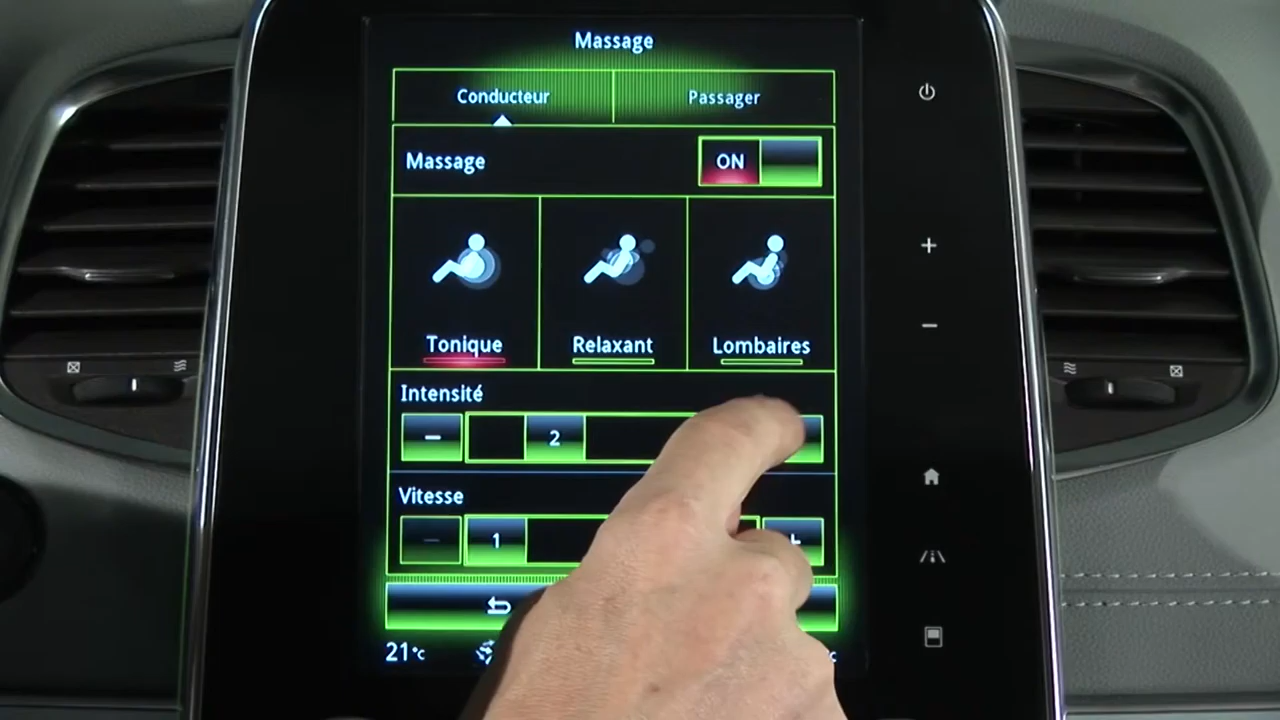 Massage
Conducteur Passager
Massage ON
Tonique Relaxant Lombaires
Intensité
− 2
Vitesse
− 1 +
21°c